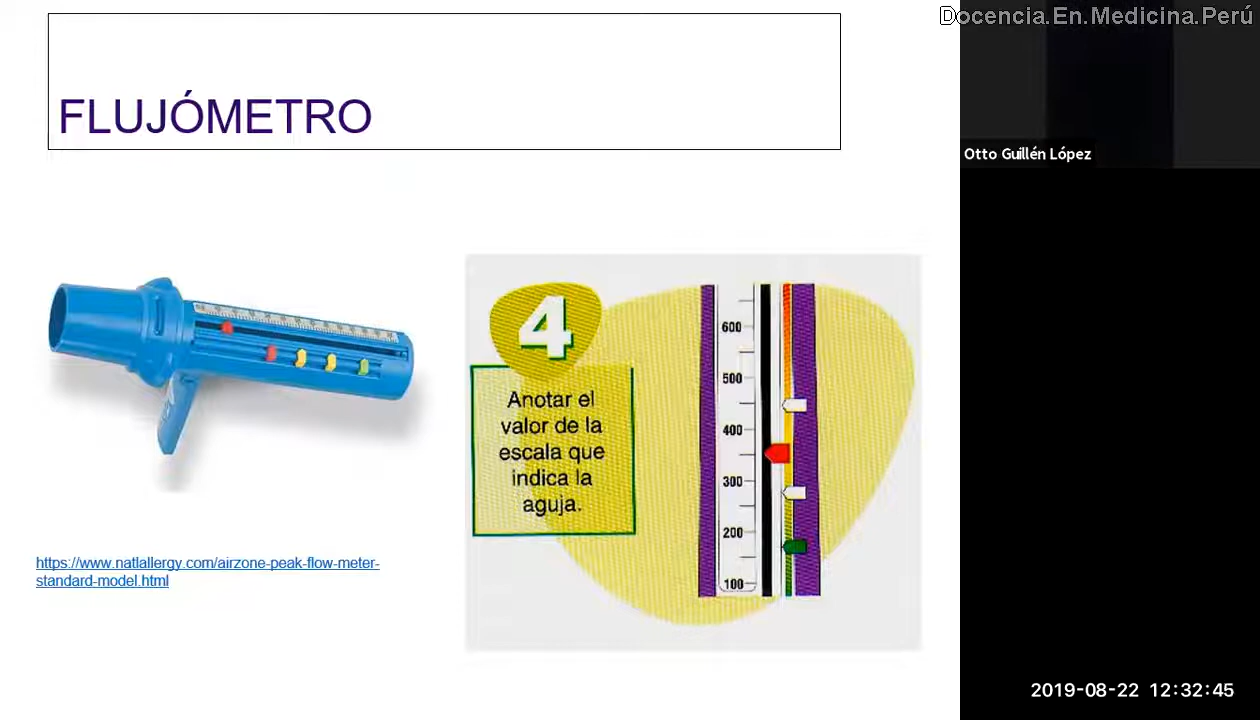 Docencia.En.Medicina.Perú
FLUJÓMETRO
Otto Guillén López
4
Anotar el
valor de la
escala que
indica la
aguja.
600
500
400
300
200
100
https://www.natlallergy.com/airzone-peak-flow-meter-
standard-model.html
2019-08-22 12:32:45